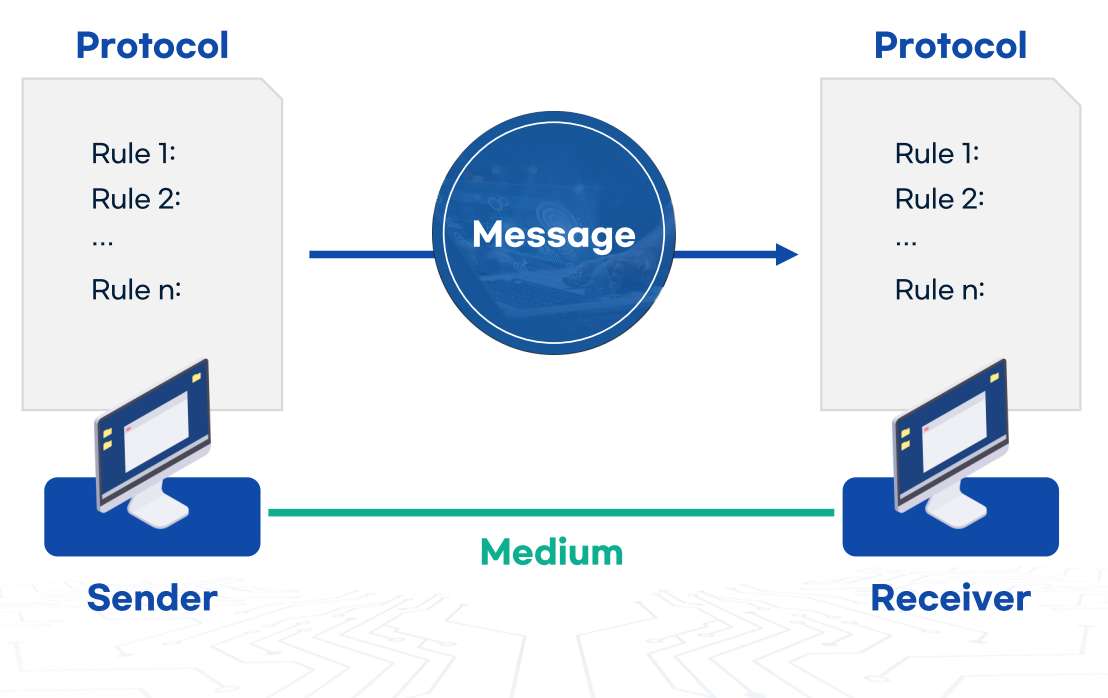 Protocol
Rule 1:
Rule 2:
...
Rule n:
Message
Protocol
Rule 1:
Rule 2:
...
Rule n:
Medium
Sender
Receiver